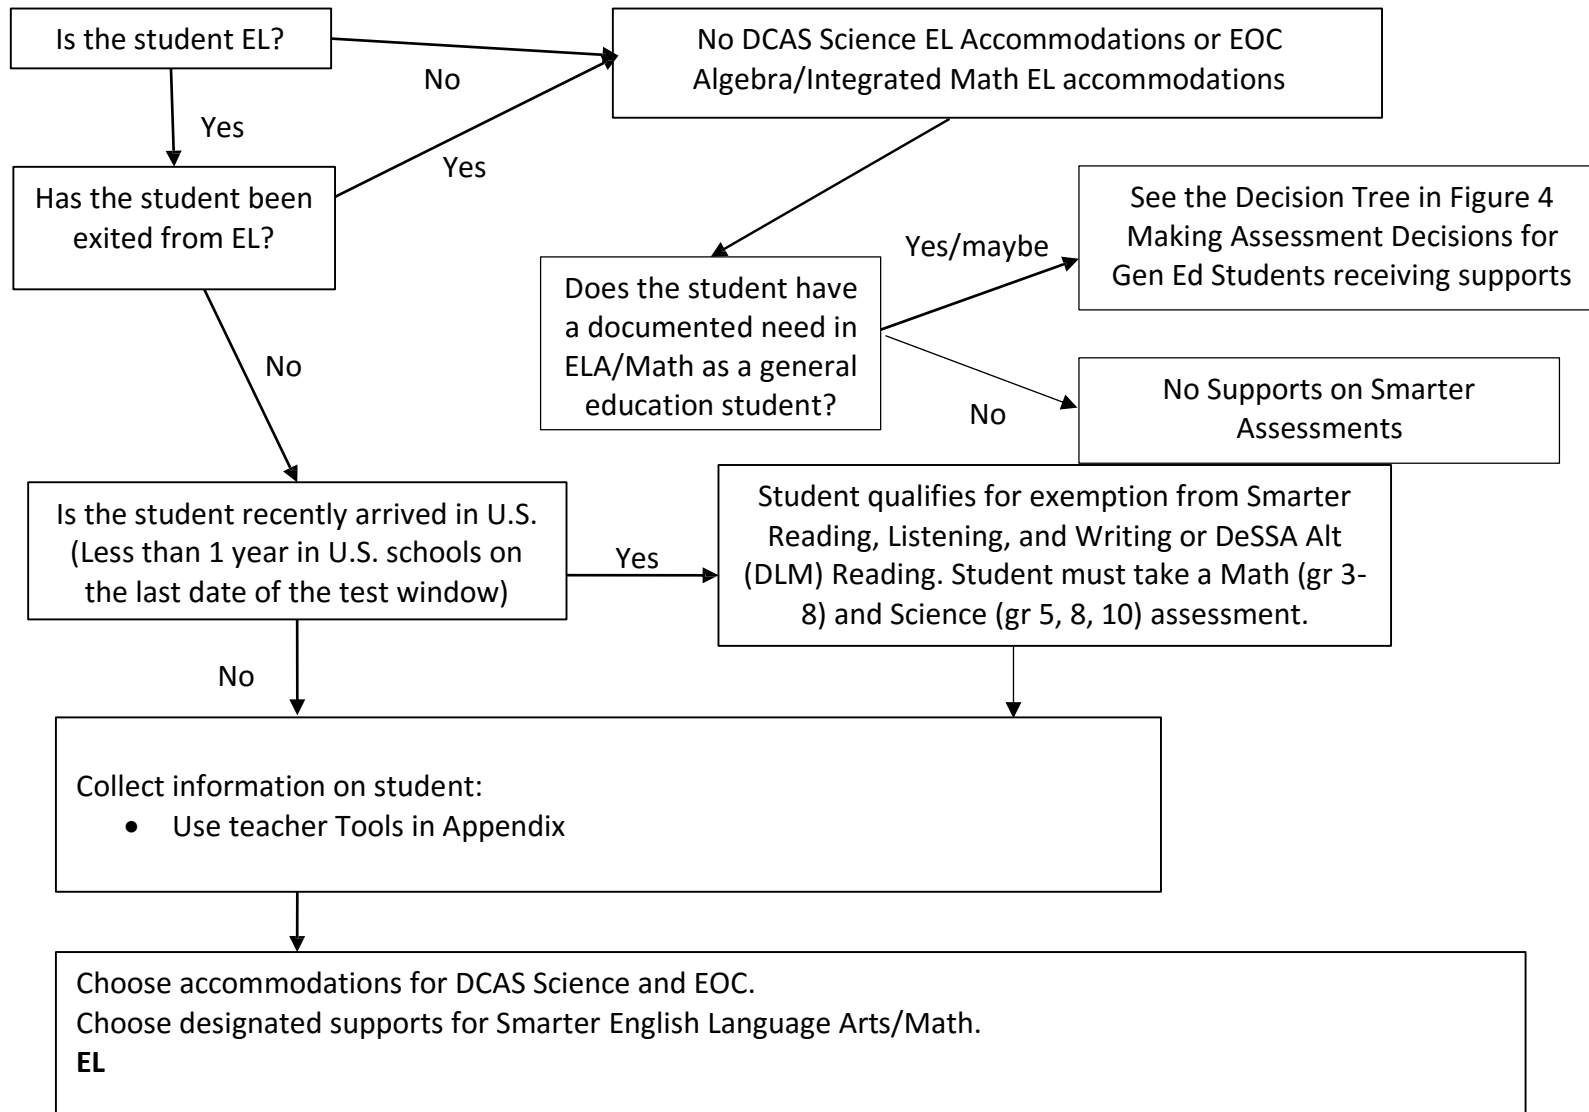 Is the student EL?
No
Yes
No DCAS Science EL Accommodations or EOC
Algebra/Integrated Math EL accommodations
Has the student been
exited from EL?
Yes
No
Does the student have
a documented need in
ELA/Math as a general
education student?
Yes/maybe
See the Decision Tree in Figure 4
Making Assessment Decisions for
Gen Ed Students receiving supports
No
No Supports on Smarter
Assessments
Is the student recently arrived in U.S.
(Less than 1 year in U.S. schools on
the last date of the test window)
Yes
Student qualifies for exemption from Smarter
Reading, Listening, and Writing or DeSSA Alt
(DLM) Reading. Student must take a Math (gr 3-
8) and Science (gr 5, 8, 10) assessment.
No
Collect information on student:
• Use teacher Tools in Appendix
Choose accommodations for DCAS Science and EOC.
Choose designated supports for Smarter English Language Arts/Math.
EL